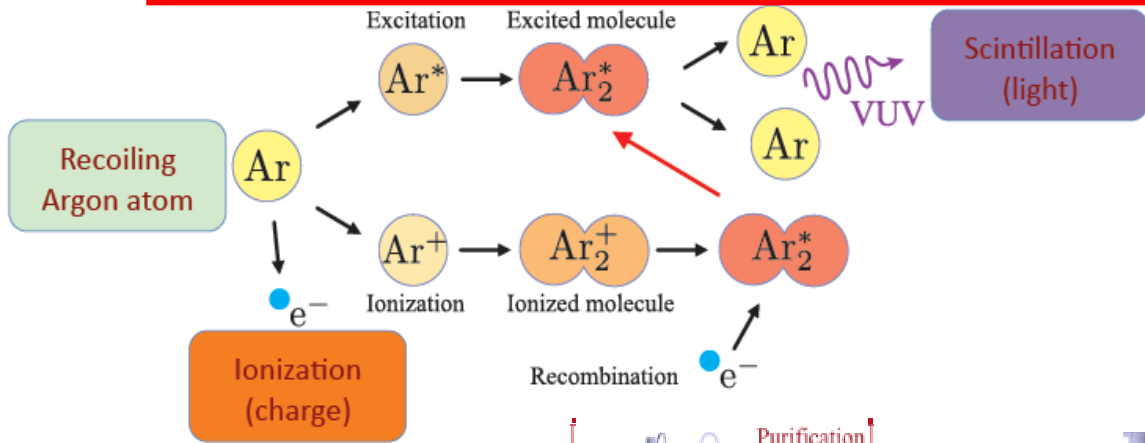 Excitation
Excited molecule
Ar
Scintillation
(light)
Ar*
Ar₂*
VUV
Ar
Recoiling
Argon atom
Ar
Ar⁺
Ar₂⁺
Ar₂*
e⁻
Ionization
Ionized molecule
Ionization
(charge)
Recombination
e⁻
Purification